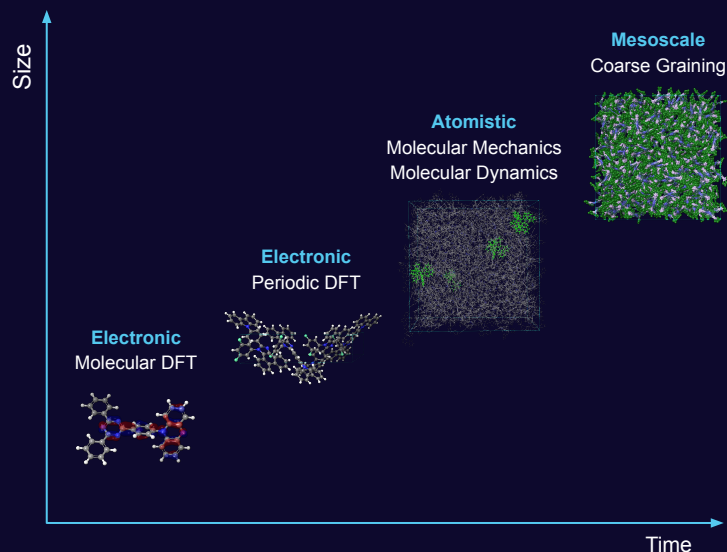 Size
Mesoscale
Coarse Graining
Atomistic
Molecular Mechanics
Molecular Dynamics
Electronic
Periodic DFT
Electronic
Molecular DFT
Time